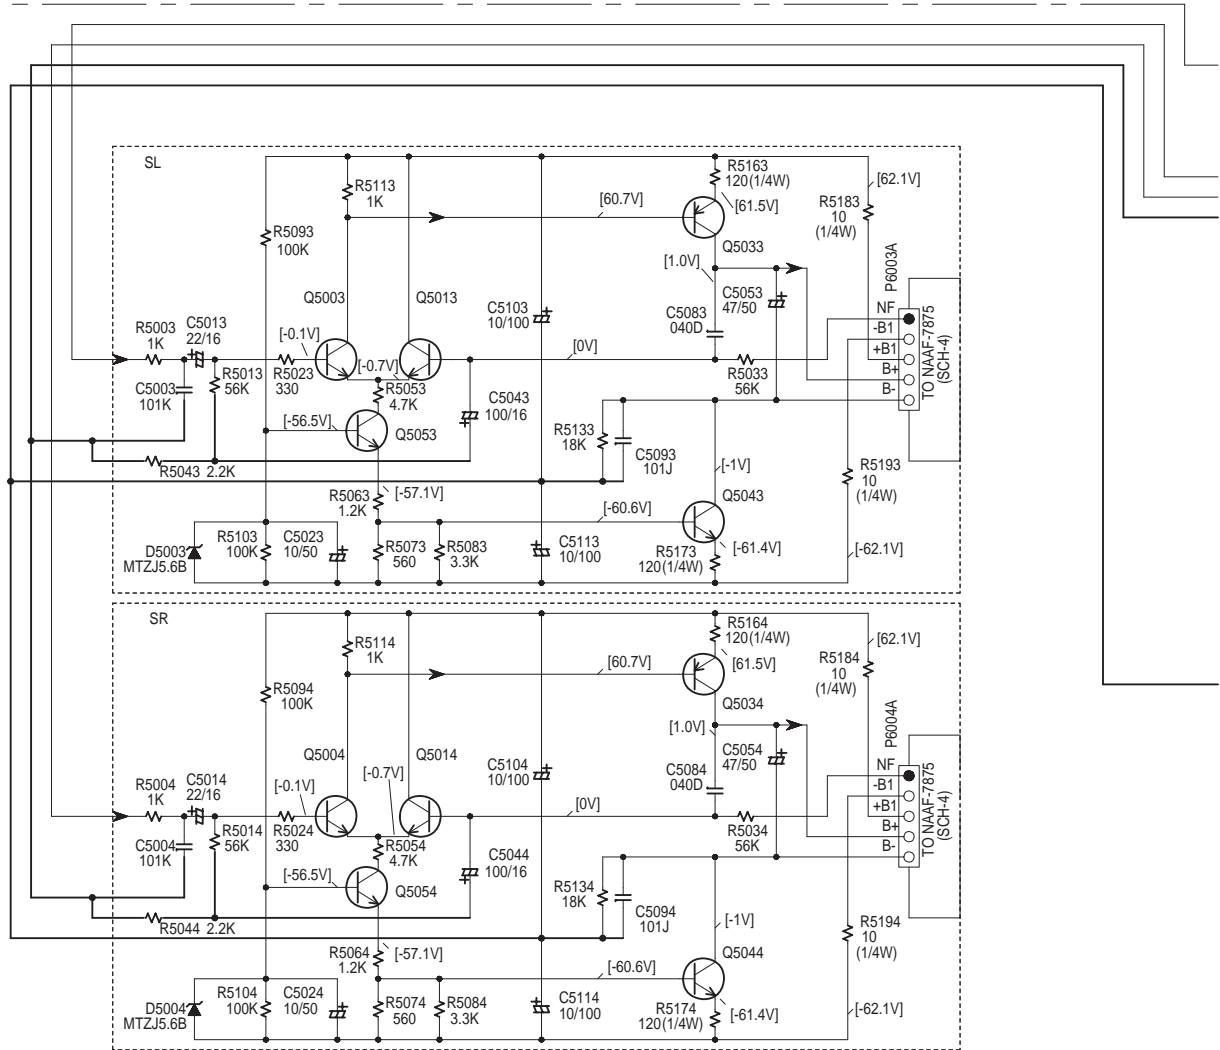 SL
R5163
120(1/4W)
[62.1V]
R5113
1K
[60.7V]
[61.5V]
R5183
10
(1/4W)
R5093
100K
Q5033
[1.0V]
P6003A
Q5003
Q5013
C5103
10/100
C5083
040D
C5053
47/50
NF
-B1
+B1
B+
B-
TO NAAF-7875
(SCH-4)
R5003
1K
C5013
22/16
[-0.1V]
[0V]
C5003
101K
R5013
56K
R5023
330
[-0.7V]
R5053
4.7K
R5033
56K
C5043
100/16
[-56.5V]
Q5053
R5133
18K
C5093
101J
R5043 2.2K
[-1V]
R5193
10
(1/4W)
R5063
1.2K
[-57.1V]
Q5043
[-60.6V]
D5003
MTZJ5.6B
R5103
100K
C5023
10/50
R5073
560
R5083
3.3K
C5113
10/100
R5173
120(1/4W)
[-61.4V]
[-62.1V]
SR
R5164
120(1/4W)
[62.1V]
R5114
1K
[60.7V]
[61.5V]
R5184
10
(1/4W)
R5094
100K
Q5034
[1.0V]
P6004A
Q5004
Q5014
C5104
10/100
C5084
040D
C5054
47/50
NF
-B1
+B1
B+
B-
TO NAAF-7875
(SCH-4)
R5004
1K
C5014
22/16
[-0.1V]
[-0.7V]
[0V]
C5004
101K
R5014
56K
R5024
330
R5054
4.7K
R5034
56K
C5044
100/16
[-56.5V]
Q5054
R5134
18K
C5094
101J
R5044 2.2K
[-1V]
R5194
10
(1/4W)
R5064
1.2K
[-57.1V]
Q5044
[-60.6V]
D5004
MTZJ5.6B
R5104
100K
C5024
10/50
R5074
560
R5084
3.3K
C5114
10/100
R5174
120(1/4W)
[-61.4V]
[-62.1V]